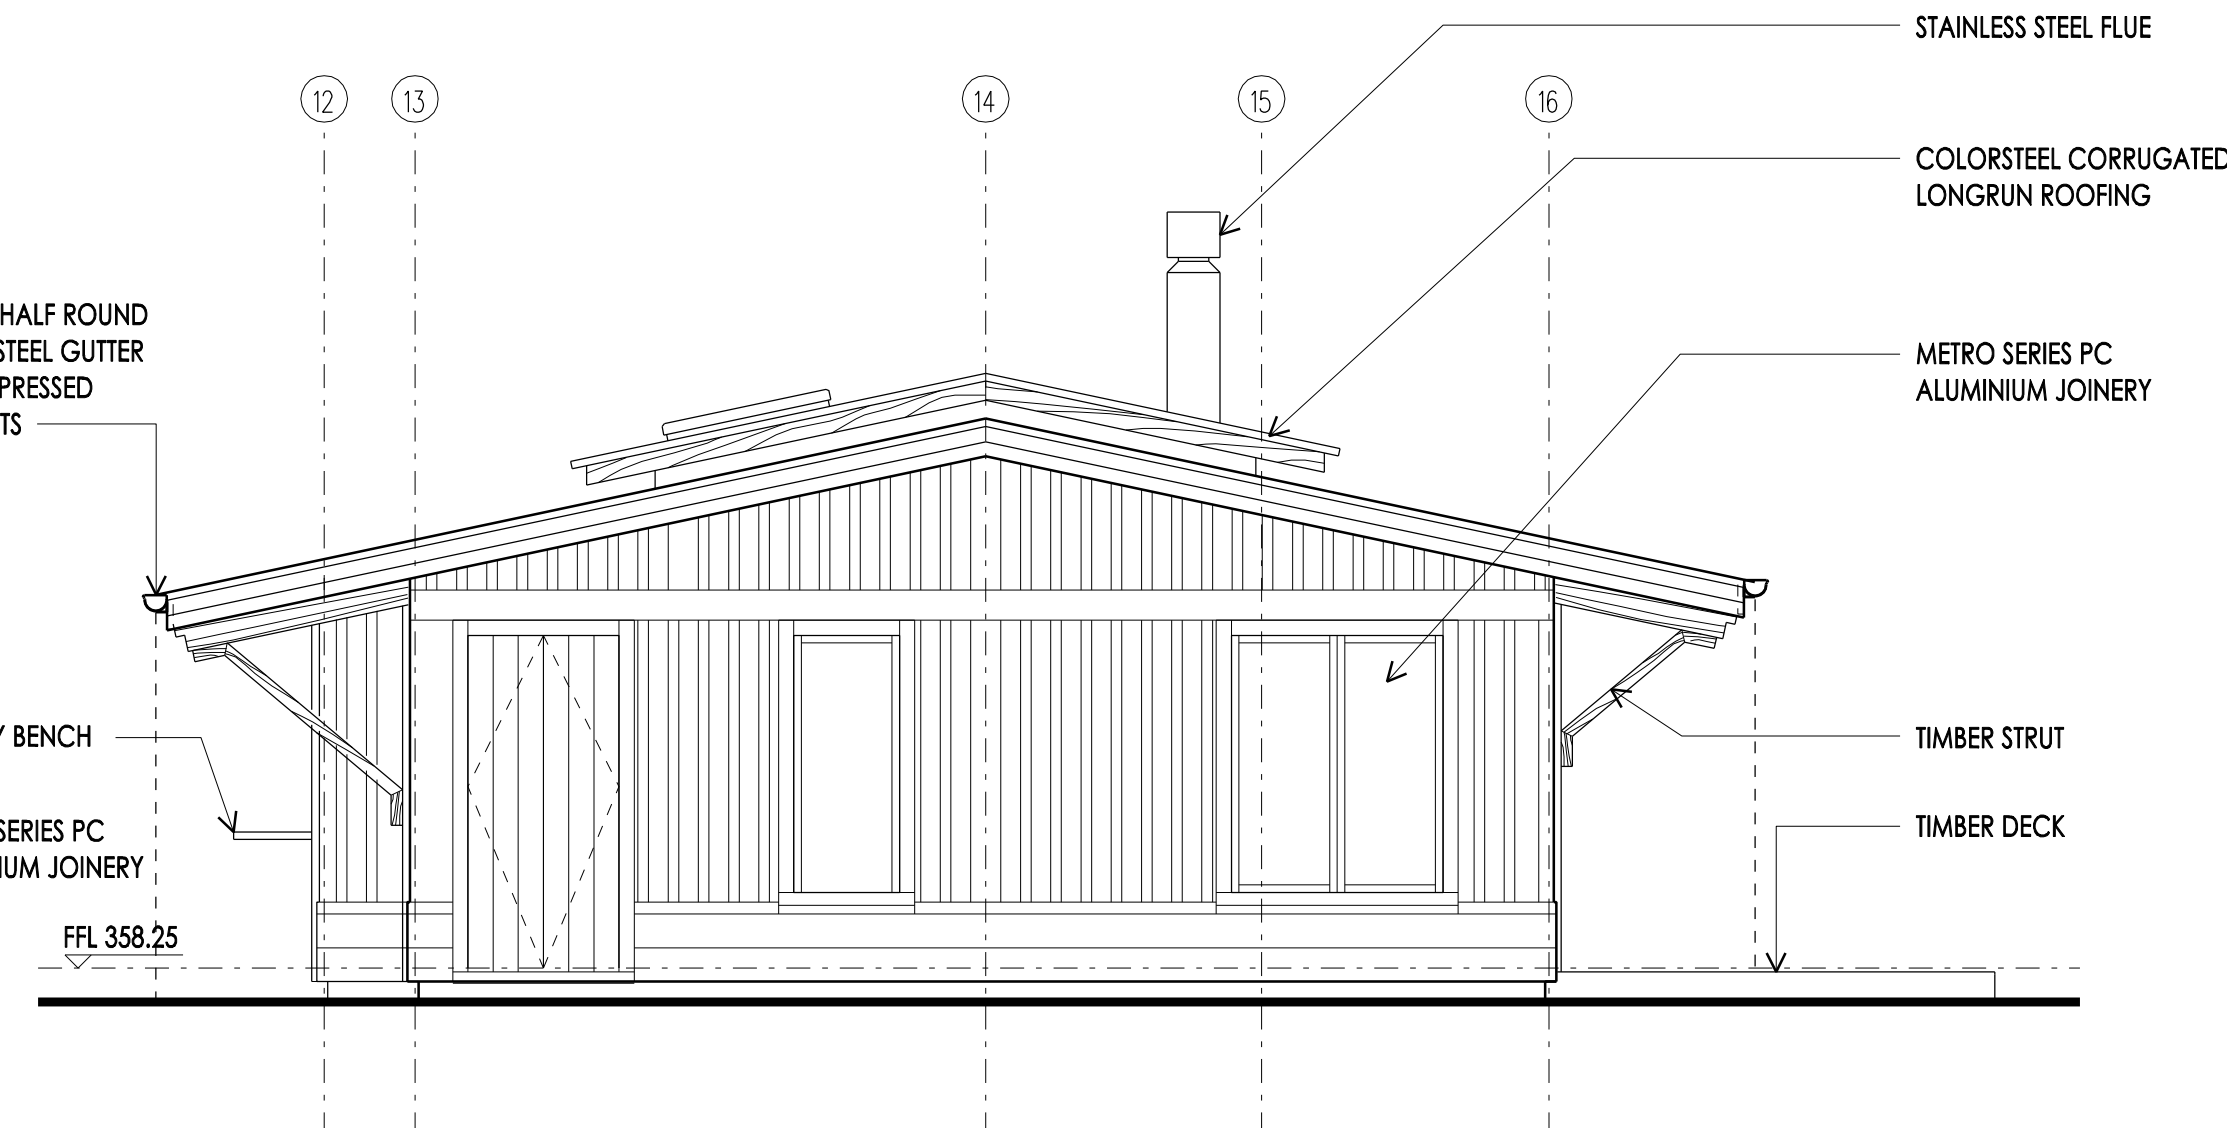 STAINLESS STEEL FLUE
12 13 14 15 16
COLORSTEEL CORRUGATED
LONGRUN ROOFING
HALF ROUND
STEEL GUTTER
PRESSED
TS
METRO SERIES PC
ALUMINIUM JOINERY
BENCH
TIMBER STRUT
SERIES PC
IUM JOINERY
TIMBER DECK
FFL 358.25